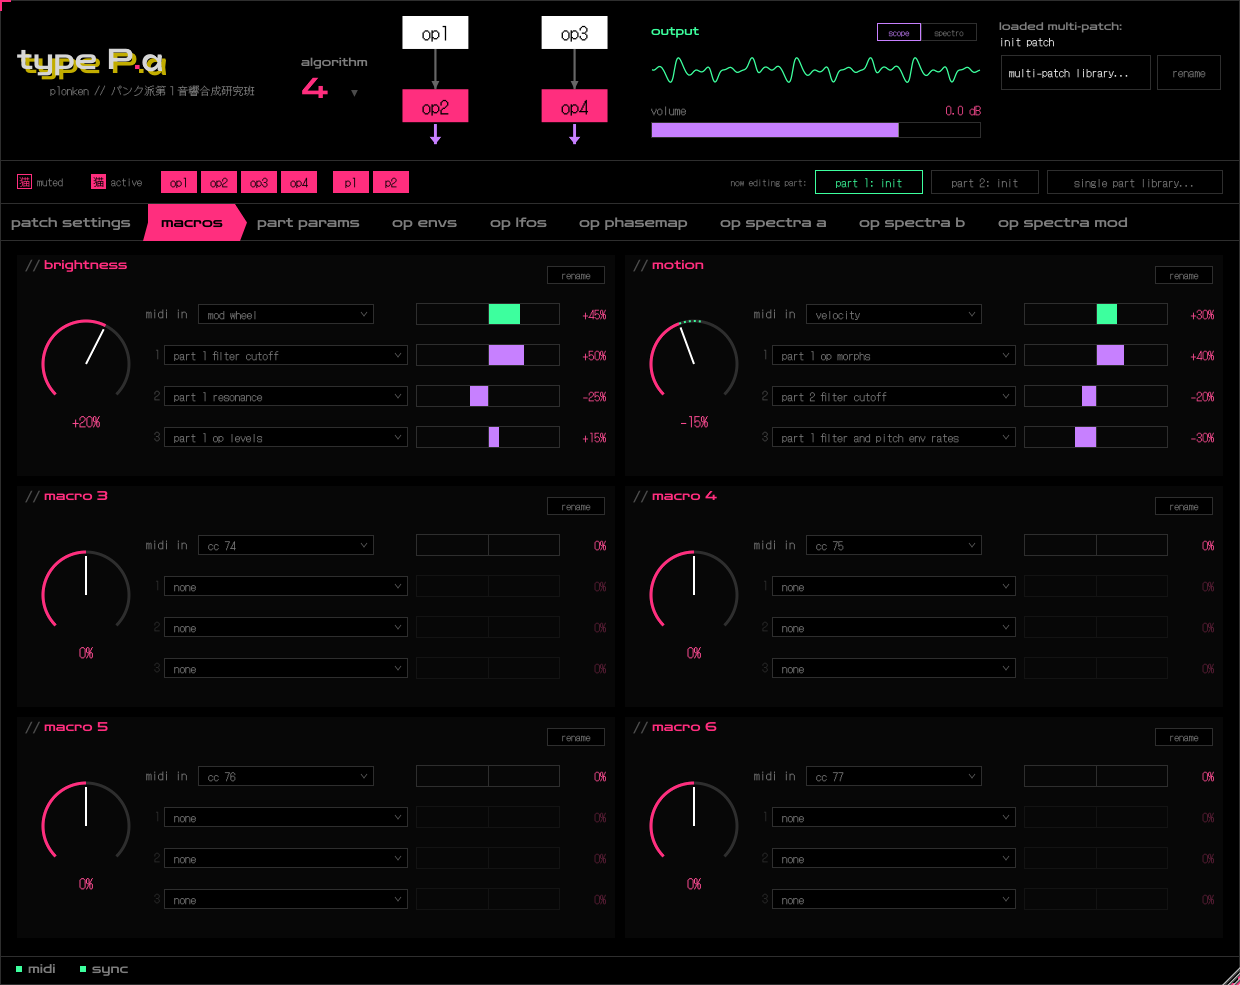 type P.a
plonken // パンク派第1音響合成研究班
algorithm
4
op1
op3
op2
op4
output
scope
spectro
volume
0.0 dB
loaded multi-patch:
init patch
multi-patch library...
rename
猫 muted
猫 active
op1
op2
op3
op4
p1
p2
now editing part:
part 1: init
part 2: init
single part library...
patch settings
macros
part params
op envs
op lfos
op phasemap
op spectra a
op spectra b
op spectra mod
// brightness
rename
midi in
mod wheel
+45%
1
part 1 filter cutoff
+50%
2
part 1 resonance
-25%
3
part 1 op levels
+15%
+20%
// motion
rename
midi in
velocity
+30%
1
part 1 op morphs
+40%
2
part 2 filter cutoff
-20%
3
part 1 filter and pitch env rates
-30%
-15%
// macro 3
rename
midi in
cc 74
0%
1
none
0%
2
none
0%
3
none
0%
0%
// macro 4
rename
midi in
cc 75
0%
1
none
0%
2
none
0%
3
none
0%
0%
// macro 5
rename
midi in
cc 76
0%
1
none
0%
2
none
0%
3
none
0%
0%
// macro 6
rename
midi in
cc 77
0%
1
none
0%
2
none
0%
3
none
0%
0%
midi
sync